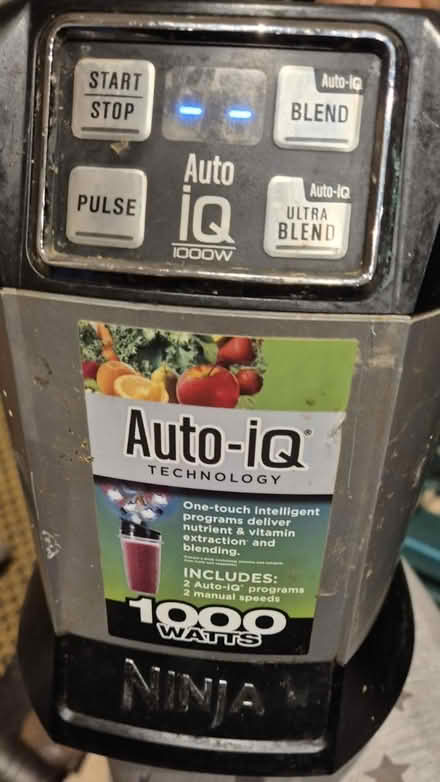 START
STOP
- -
Auto-iQ
BLEND
PULSE
Auto
iQ
1000W
Auto-iQ
ULTRA
BLEND
Auto-iQ®
TECHNOLOGY
One-touch intelligent
programs deliver
nutrient & vitamin
extraction* and
blending.
INCLUDES:
2 Auto-iQ® programs
2 manual speeds
1000
WATTS
NINJA